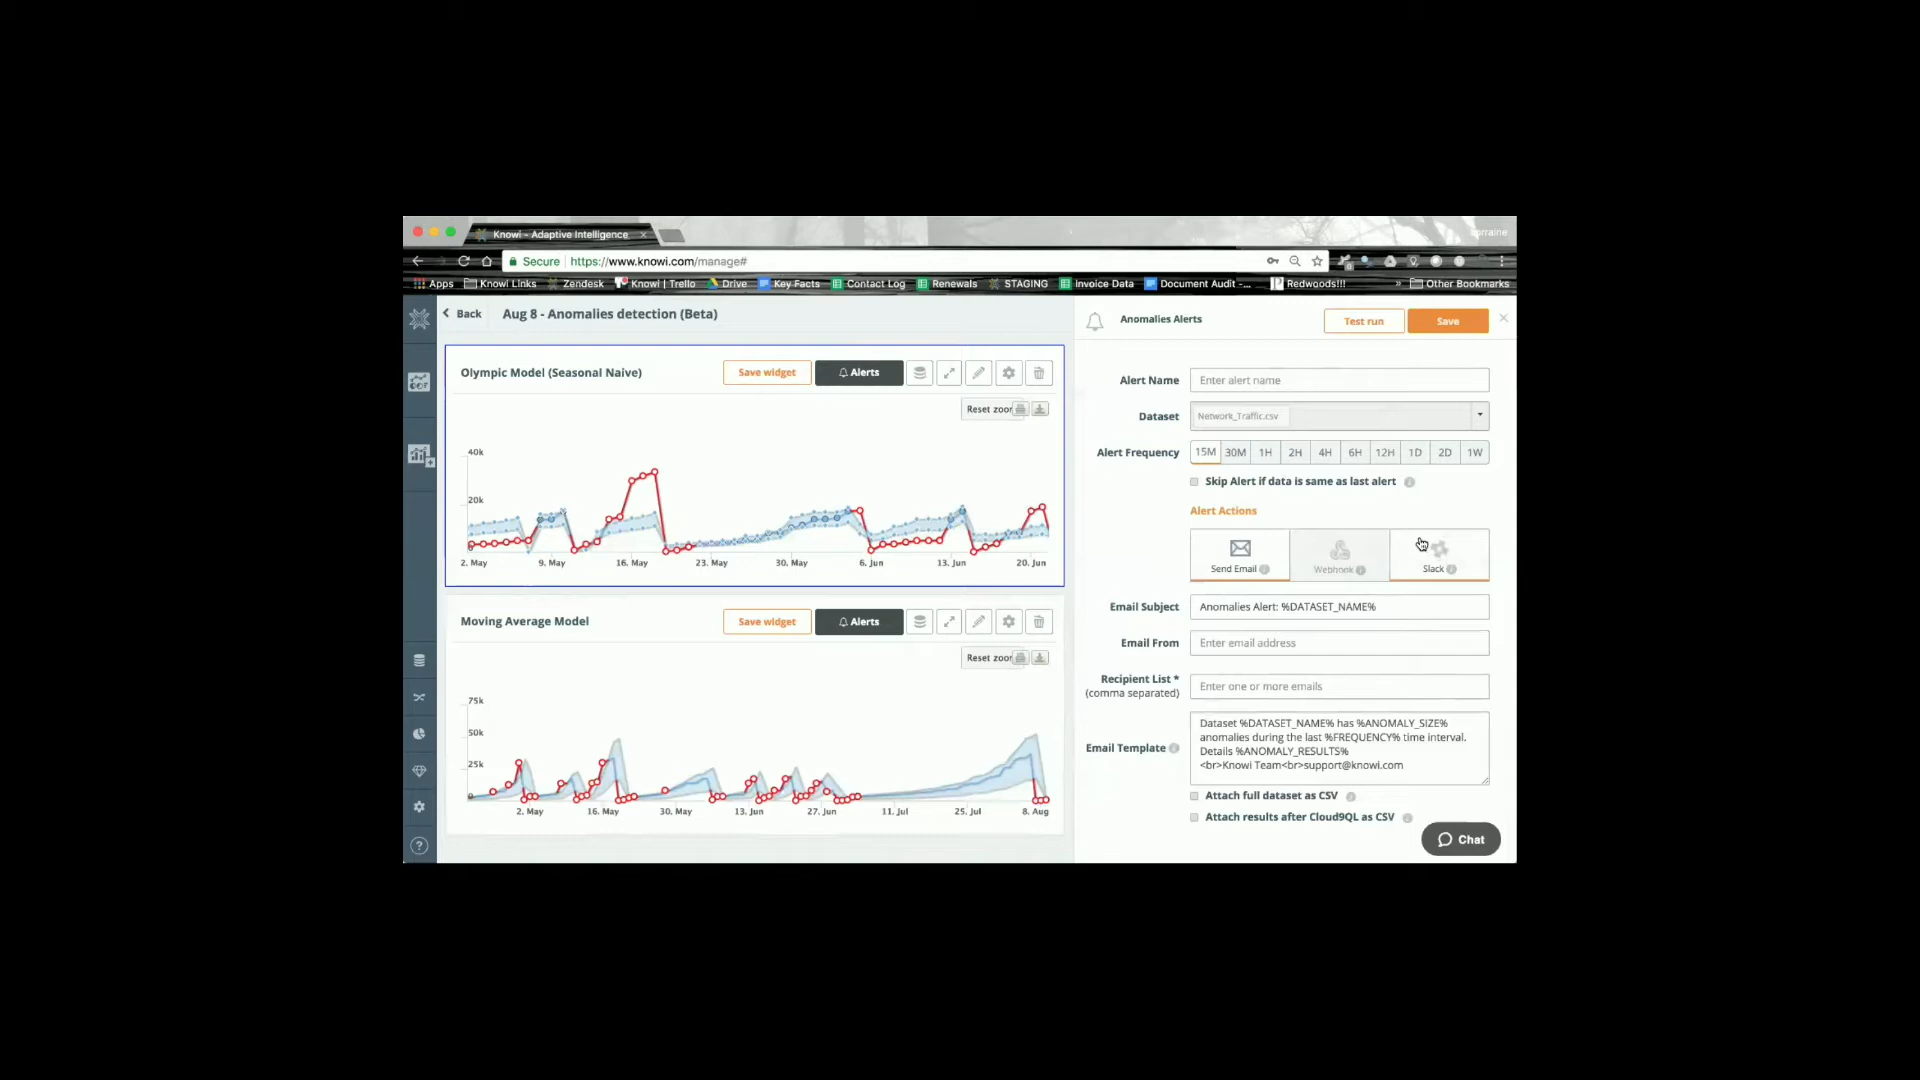 Knowi - Adaptive Intelligence
Secure https://www.knowi.com/manage#
Apps Knowi Links Zendesk Knowi | Trello Drive Key Facts Contact Log Renewals STAGING Invoice Data Document Audit -... Redwoods!!! » Other Bookmarks
Back Aug 8 - Anomalies detection (Beta)
Olympic Model (Seasonal Naive) Save widget Alerts
Reset zoor
40k
20k
0
2. May 9. May 16. May 23. May 30. May 6. Jun 13. Jun 20. Jun
Moving Average Model Save widget Alerts
Reset zoor
75k
50k
25k
0
2. May 16. May 30. May 13. Jun 27. Jun 11. Jul 25. Jul 8. Aug
Anomalies Alerts Test run Save
Alert Name Enter alert name
Dataset Network_Traffic.csv
Alert Frequency 15M 30M 1H 2H 4H 6H 12H 1D 2D 1W
Skip Alert if data is same as last alert
Alert Actions
Send Email Webhook Slack
Email Subject Anomalies Alert: %DATASET_NAME%
Email From Enter email address
Recipient List *
(comma separated) Enter one or more emails
Email Template
Dataset %DATASET_NAME% has %ANOMALY_SIZE%
anomalies during the last %FREQUENCY% time interval.
Details %ANOMALY_RESULTS%
<br>Knowi Team<br>support@knowi.com
Attach full dataset as CSV
Attach results after Cloud9QL as CSV
Chat